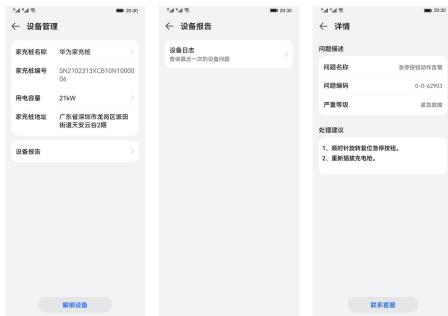 20:30
设备管理
家充桩名称 华为家充桩
家充桩编号 SN2102313XCB10N10000
06
用电容量 21kW
家充桩地址 广东省深圳市龙岗区坂田
街道天安云谷2期
设备报告
解绑设备
20:30
设备报告
设备日志
查询最近一次的设备问题
20:30
详情
问题描述
问题名称 急停按钮动作告警
问题编码 0-0-62903
严重等级 紧急故障
处理建议
1、顺时针旋转复位急停按钮。
2、重新插拔充电枪。
联系客服